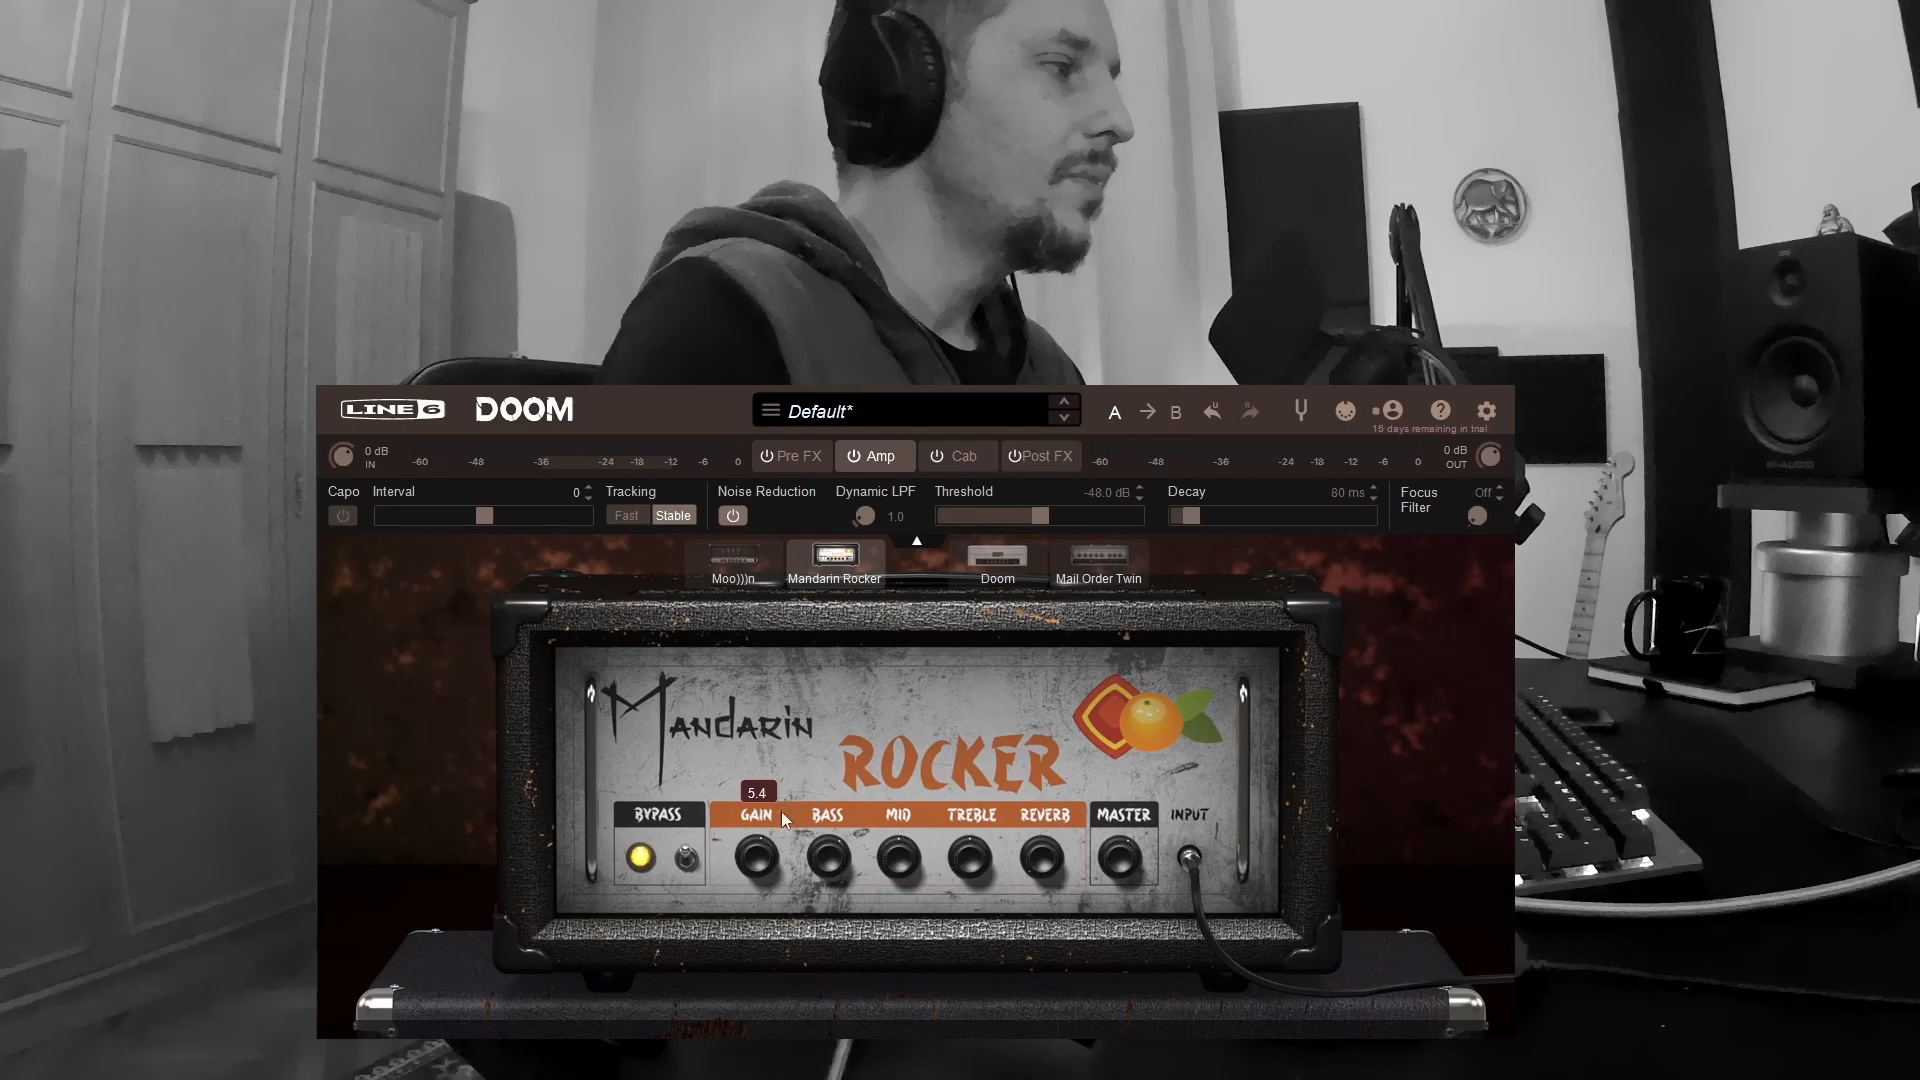 LINE 6 DOOM Default* A B
15 days remaining in trial
0 dB
IN
-60 -48 -36 -24 -18 -12 -6 0
Pre FX Amp Cab Post FX
-60 -48 -36 -24 -18 -12 -6 0
0 dB
OUT
Capo Interval 0 Tracking Noise Reduction Dynamic LPF Threshold -48.0 dB Decay 80 ms Focus Filter Off
Fast Stable 1.0
Moo)))n Mandarin Rocker Doom Mail Order Twin
MANDARIN
ROCKER
5.4
BYPASS GAIN BASS MID TREBLE REVERB MASTER INPUT
M-AUDIO